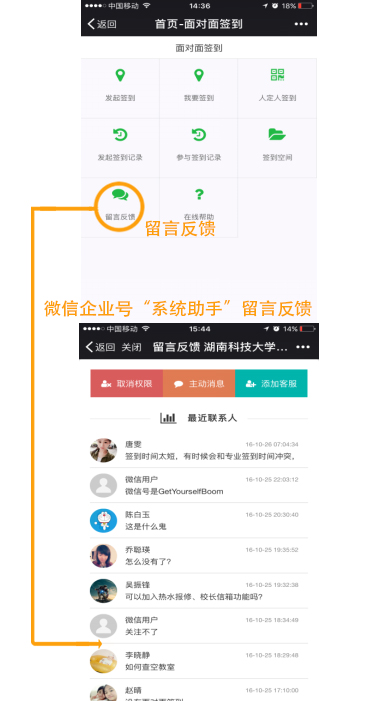 中国移动 14:36 18%
返回 首页-面对面签到
面对面签到
发起签到 我要签到 人定人签到
发起签到记录 参与签到记录 签到空间
留言反馈 在线帮助
留言反馈
微信企业号“系统助手”留言反馈
中国移动 15:44 14%
返回 关闭 留言反馈 湖南科技大学...
取消权限 主动消息 添加客服
最近联系人
唐雯 16-10-26 07:04:34
签到时间太短，有时候会和专业签到时间冲突。
微信用户 16-10-25 22:03:12
微信号是GetYourselfBoom
陈白玉 16-10-25 20:30:40
这是什么鬼
乔聪瑛 16-10-25 19:35:52
怎么没有了?
吴振锋 16-10-25 19:32:38
可以加入热水报修、校长信箱功能吗?
微信用户 16-10-25 18:34:49
关注不了
李晓静 16-10-25 18:29:48
如何查空教室
赵晴 16-10-25 17:10:00
没有面对面签到